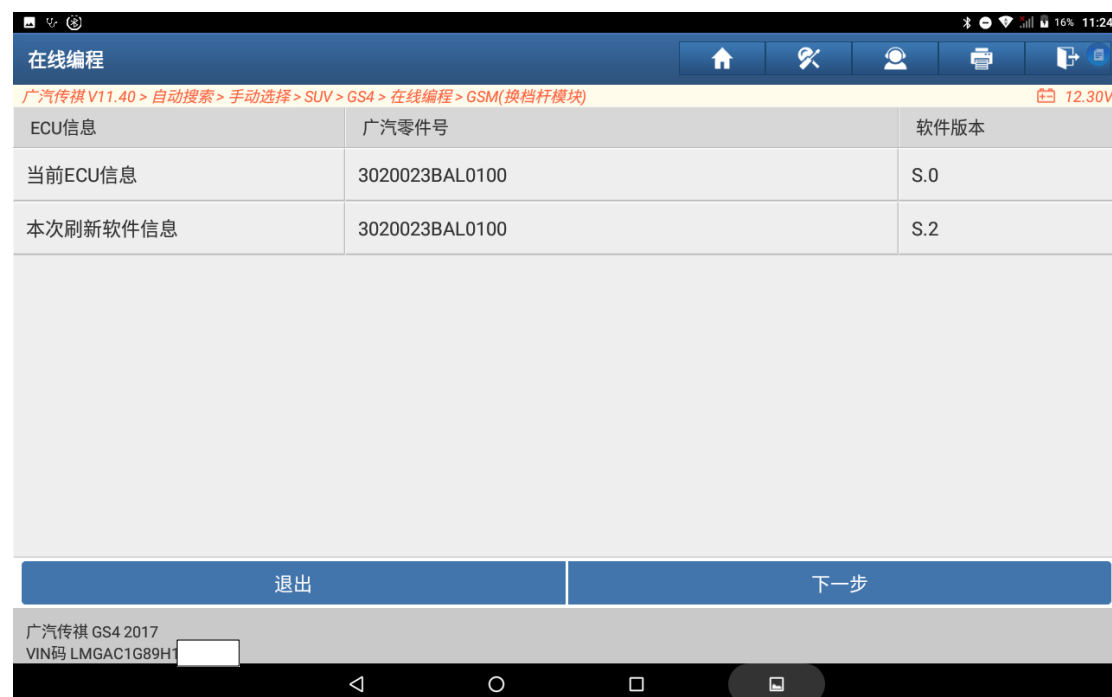 16% 11:24
在线编程
广汽传祺 V11.40 > 自动搜索 > 手动选择 > SUV > GS4 > 在线编程 > GSM(换档杆模块) 12.30V
ECU信息 广汽零件号 软件版本
当前ECU信息 3020023BAL0100 S.0
本次刷新软件信息 3020023BAL0100 S.2
退出 下一步
广汽传祺 GS4 2017
VIN码 LMGAC1G89H1